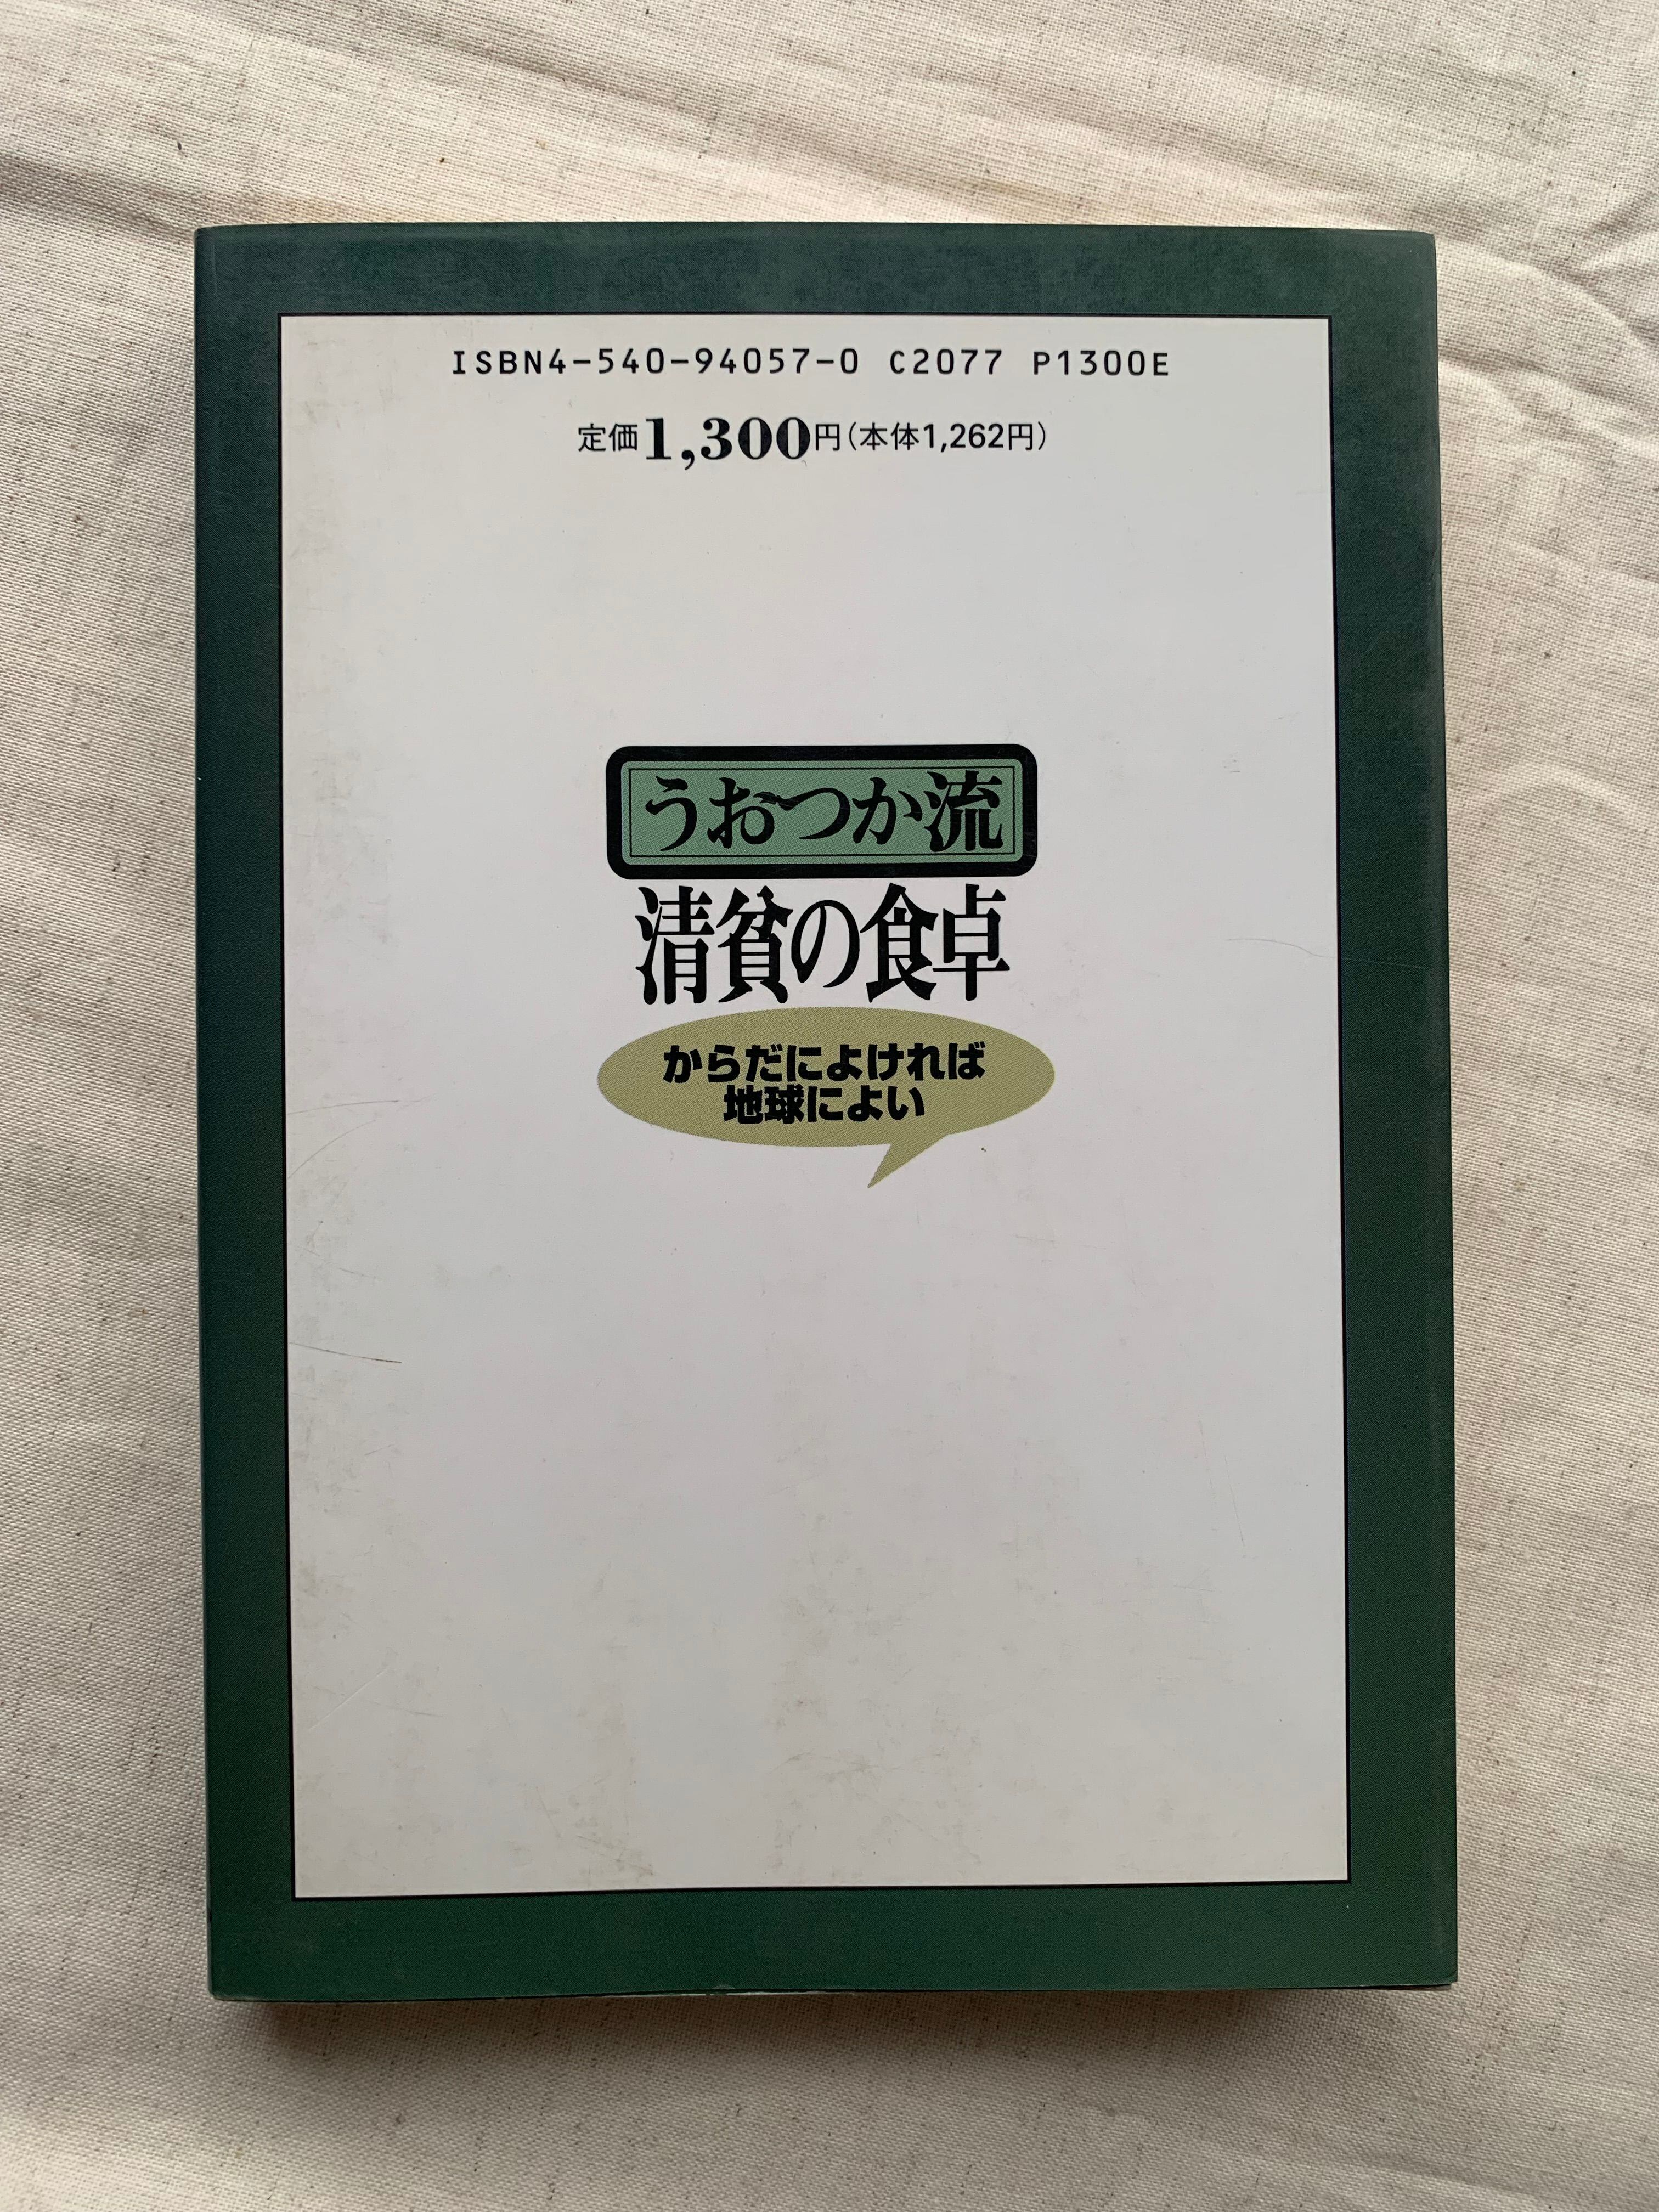 ISBN4-540-94057-0 C2077 P1300E
定価1,300円(本体1,262円)
うおつか流
清貧の食卓
からだによければ
地球によい